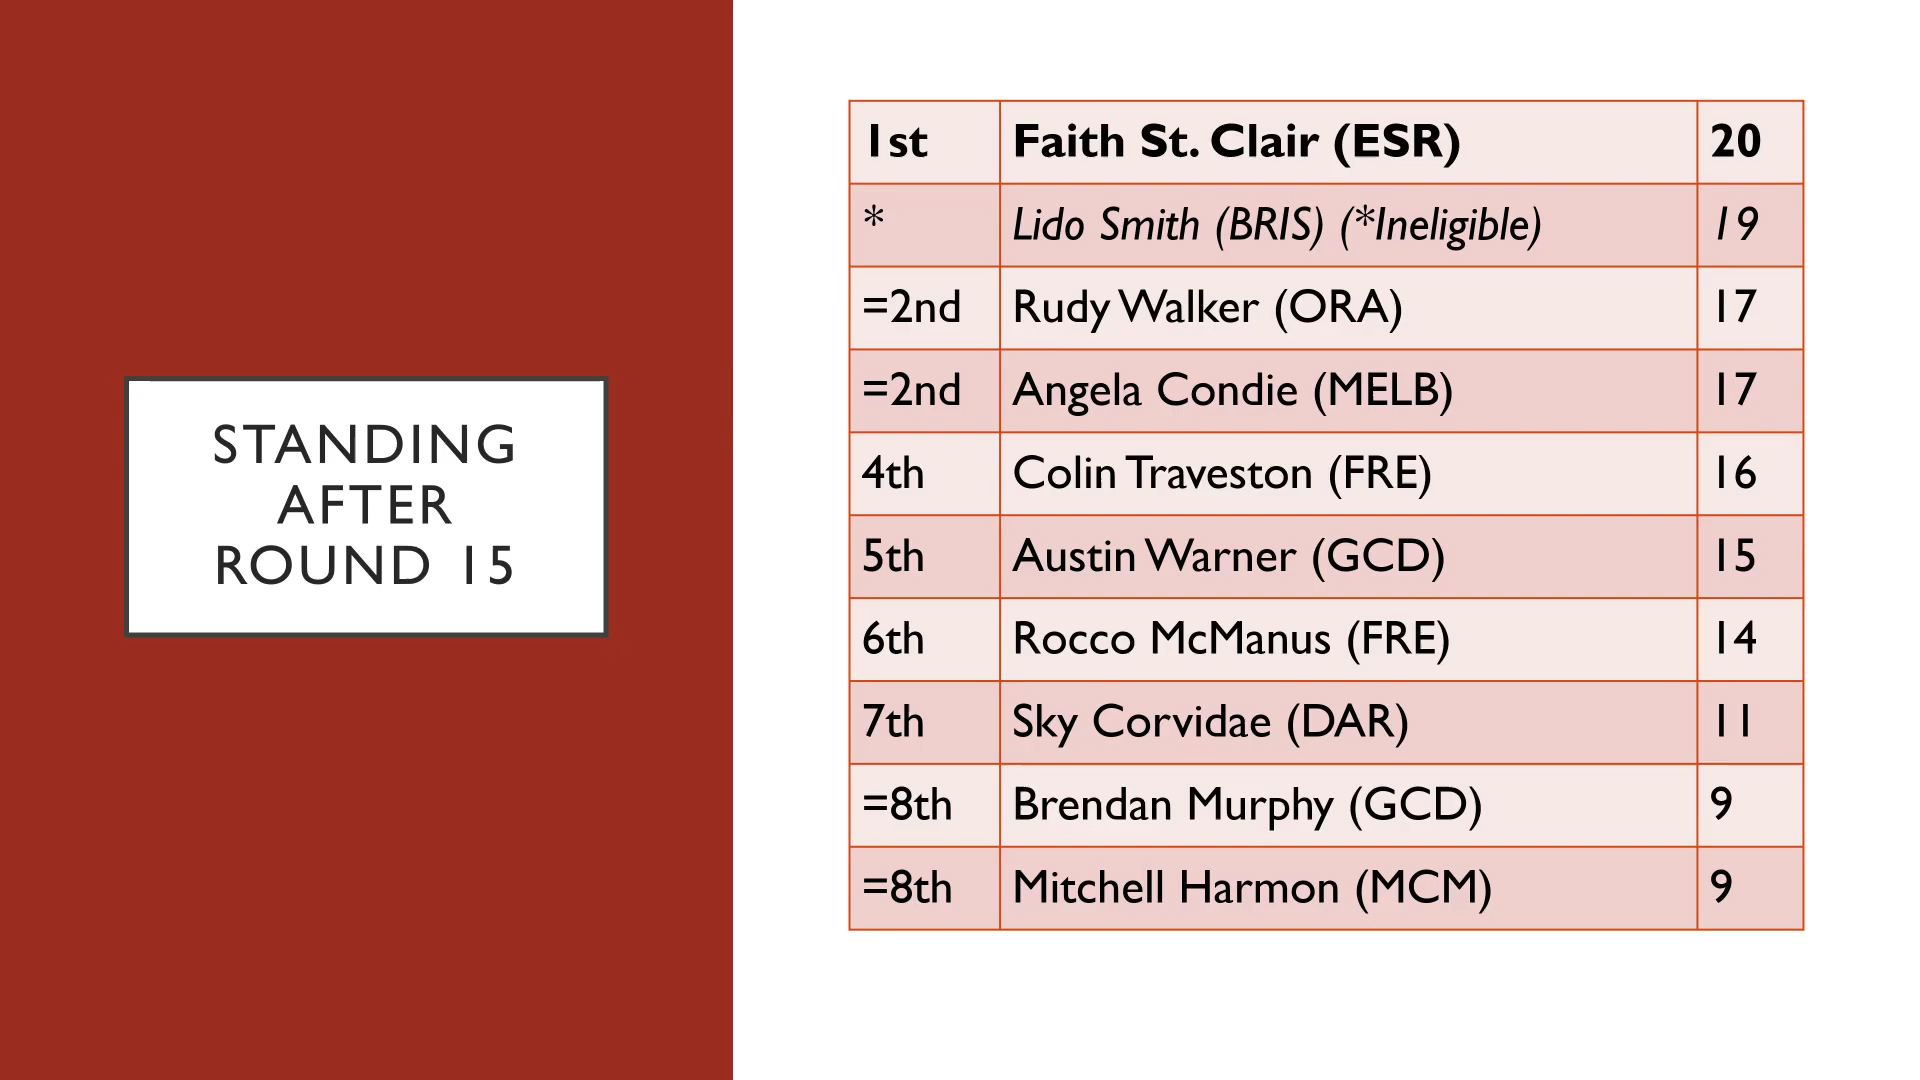 STANDING
AFTER
ROUND 15
1st Faith St. Clair (ESR) 20
* Lido Smith (BRIS) (*Ineligible) 19
=2nd Rudy Walker (ORA) 17
=2nd Angela Condie (MELB) 17
4th Colin Traveston (FRE) 16
5th Austin Warner (GCD) 15
6th Rocco McManus (FRE) 14
7th Sky Corvidae (DAR) 11
=8th Brendan Murphy (GCD) 9
=8th Mitchell Harmon (MCM) 9